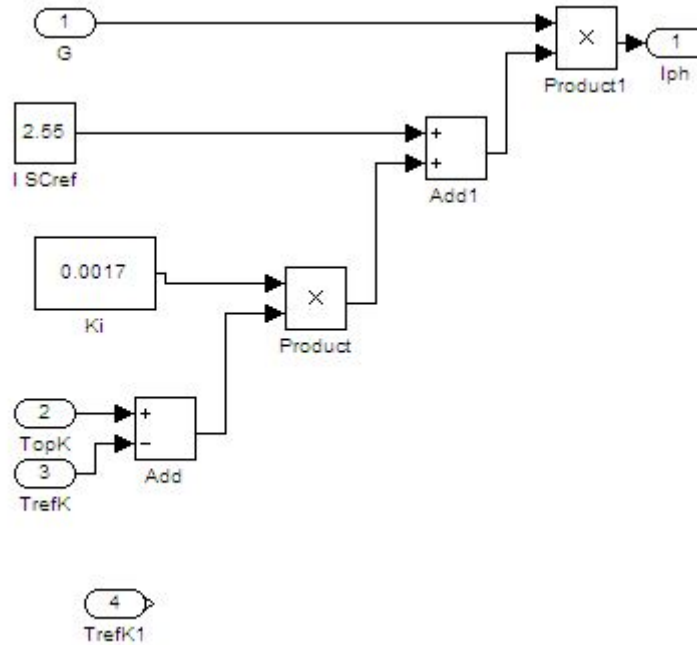 1
G
×
Product1
1
Iph
2.55
I SCref
+
+
Add1
0.0017
Ki
×
Product
2
TopK
+
−
Add
3
TrefK
4
TrefK1